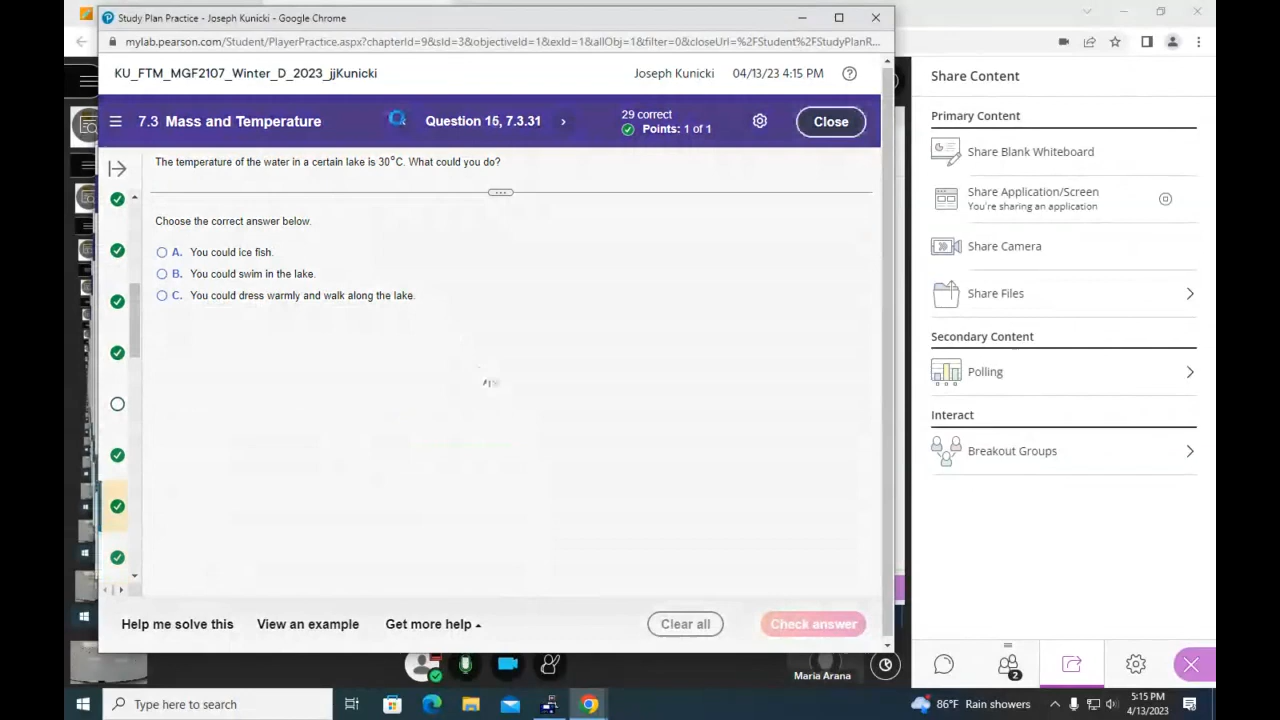 Study Plan Practice - Joseph Kunicki - Google Chrome
mylab.pearson.com/Student/PlayerPractice.aspx?chapterId=9&sId=3&objectiveId=1&exId=1&allObj=1&filter=0&closeUrl=%2FStudent%2FStudyPlanR...
KU_FTM_MGF2107_Winter_D_2023_jjKunicki
Joseph Kunicki 04/13/23 4:15 PM
7.3 Mass and Temperature
Question 15, 7.3.31
29 correct
Points: 1 of 1
Close
The temperature of the water in a certain lake is 30°C. What could you do?
Choose the correct answer below.
A. You could ice fish.
B. You could swim in the lake.
C. You could dress warmly and walk along the lake.
Help me solve this
View an example
Get more help
Clear all
Check answer
Share Content
Primary Content
Share Blank Whiteboard
Share Application/Screen
You're sharing an application
Share Camera
Share Files
Secondary Content
Polling
Interact
Breakout Groups
2
Maria Arana
Type here to search
86°F Rain showers
5:15 PM
4/13/2023